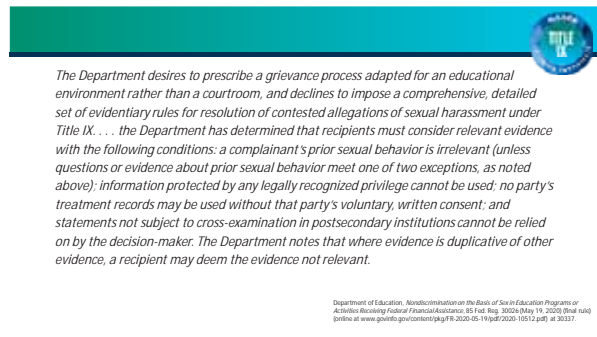 TITLE
IX
The Department desires to prescribe a grievance process adapted for an educational
environment rather than a courtroom, and declines to impose a comprehensive, detailed
set of evidentiary rules for resolution of contested allegations of sexual harassment under
Title IX. . . . the Department has determined that recipients must consider relevant evidence
with the following conditions: a complainant's prior sexual behavior is irrelevant (unless
questions or evidence about prior sexual behavior meet one of two exceptions, as noted
above); information protected by any legally recognized privilege cannot be used; no party's
treatment records may be used without that party's voluntary, written consent; and
statements not subject to cross-examination in postsecondary institutions cannot be relied
on by the decision-maker. The Department notes that where evidence is duplicative of other
evidence, a recipient may deem the evidence not relevant.
Department of Education, Nondiscrimination on the Basis of Sex in Education Programs or
Activities Receiving Federal Financial Assistance, 85 Fed. Reg. 30026 (May 19, 2020) (final rule)
(online at www.govinfo.gov/content/pkg/FR-2020-05-19/pdf/2020-10512.pdf) at 30337.